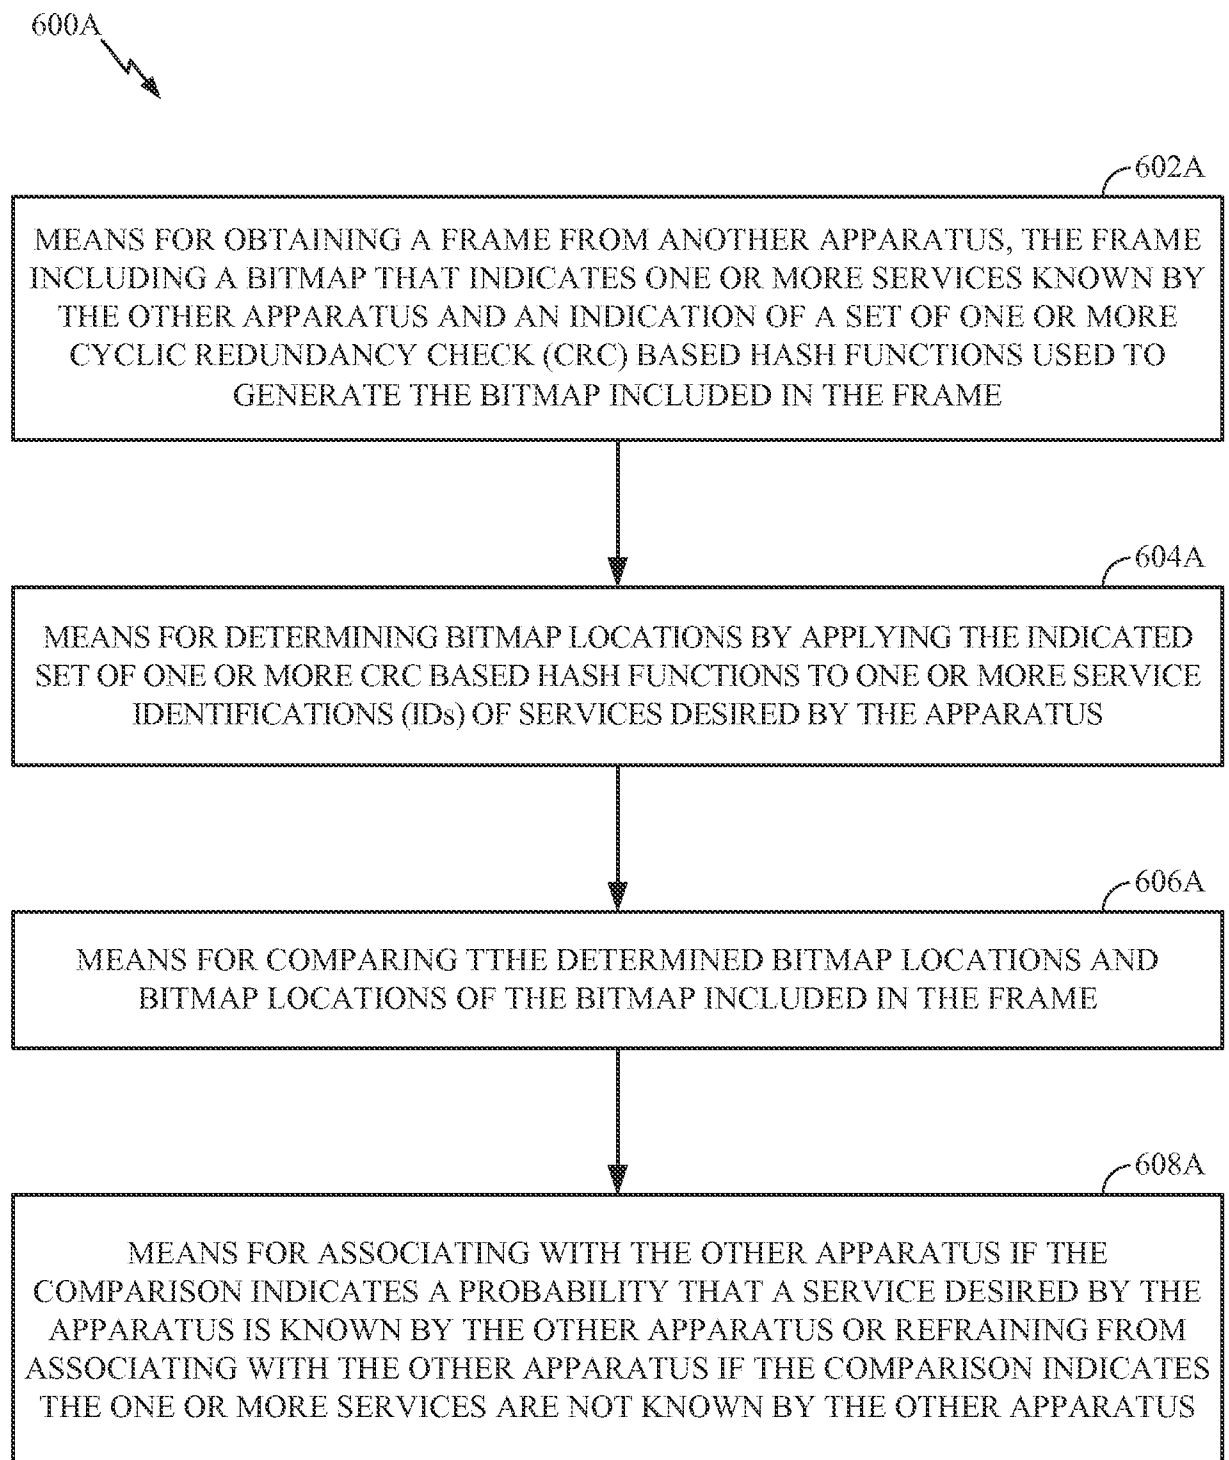 600A
602A
MEANS FOR OBTAINING A FRAME FROM ANOTHER APPARATUS, THE FRAME
INCLUDING A BITMAP THAT INDICATES ONE OR MORE SERVICES KNOWN BY
THE OTHER APPARATUS AND AN INDICATION OF A SET OF ONE OR MORE
CYCLIC REDUNDANCY CHECK (CRC) BASED HASH FUNCTIONS USED TO
GENERATE THE BITMAP INCLUDED IN THE FRAME
604A
MEANS FOR DETERMINING BITMAP LOCATIONS BY APPLYING THE INDICATED
SET OF ONE OR MORE CRC BASED HASH FUNCTIONS TO ONE OR MORE SERVICE
IDENTIFICATIONS (IDs) OF SERVICES DESIRED BY THE APPARATUS
606A
MEANS FOR COMPARING TTHE DETERMINED BITMAP LOCATIONS AND
BITMAP LOCATIONS OF THE BITMAP INCLUDED IN THE FRAME
608A
MEANS FOR ASSOCIATING WITH THE OTHER APPARATUS IF THE
COMPARISON INDICATES A PROBABILITY THAT A SERVICE DESIRED BY THE
APPARATUS IS KNOWN BY THE OTHER APPARATUS OR REFRAINING FROM
ASSOCIATING WITH THE OTHER APPARATUS IF THE COMPARISON INDICATES
THE ONE OR MORE SERVICES ARE NOT KNOWN BY THE OTHER APPARATUS